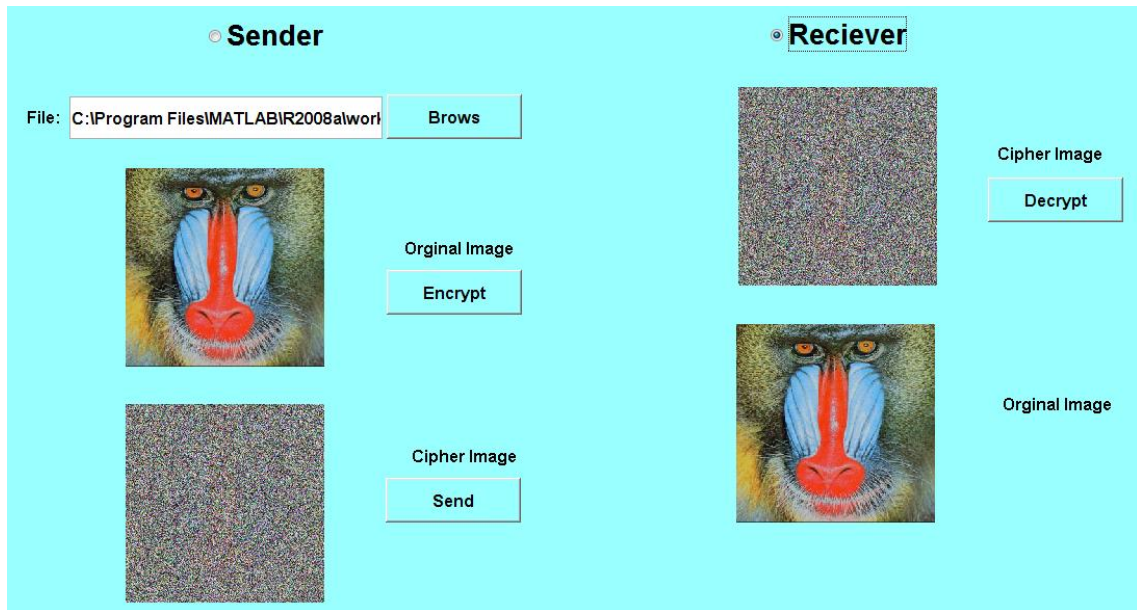 Sender
File: C:\Program Files\MATLAB\R2008a\work Brows
Orginal Image
Encrypt
Cipher Image
Send
Reciever
Cipher Image
Decrypt
Orginal Image